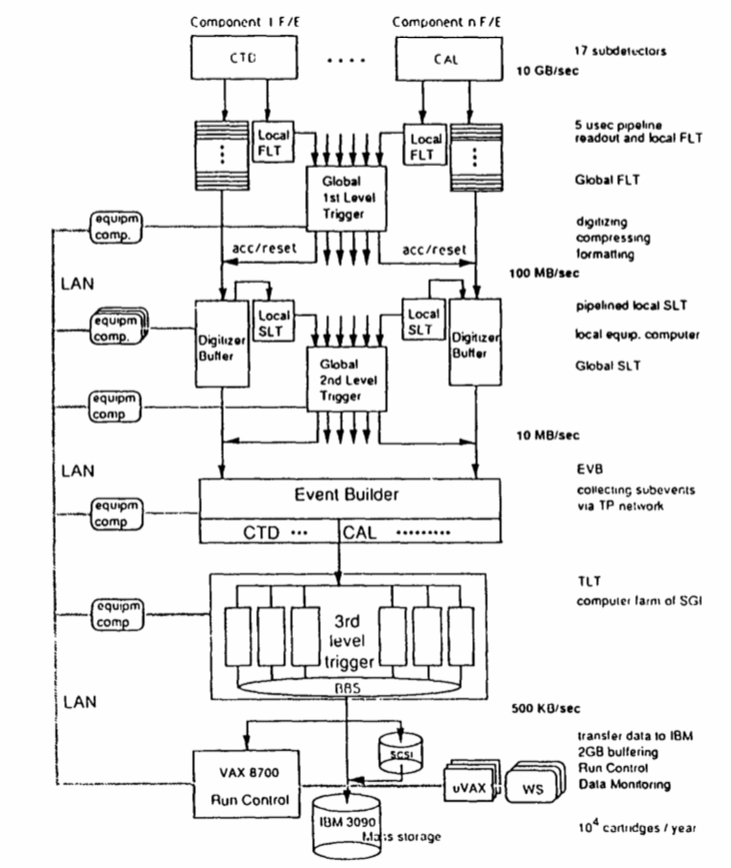 Component 1 F/E
Component n F/E
CTD
....
CAL
17 subdetectors
10 GB/sec
Local
FLT
Local
FLT
5 usec pipeline
readout and local FLT
Global
1st Level
Trigger
Global FLT
equipm
comp.
acc/reset
acc/reset
digitizing
compressing
formatting
LAN
100 MB/sec
Digitizer
Buffer
Local
SLT
Local
SLT
Digitizer
Buffer
pipelined local SLT
equipm
comp.
local equip. computer
Global
2nd Level
Trigger
Global SLT
equipm
comp
10 MB/sec
LAN
Event Builder
EVB
collecting subevents
via TP network
equipm
comp
CTD ...
CAL .........
TLT
computer farm of SGI
equipm
comp
3rd
level
trigger
BBS
LAN
500 KB/sec
SCSI
transfer data to IBM
2GB buffering
Run Control
Data Monitoring
VAX 8700
Run Control
uVAX
WS
IBM 3090
Mass storage
10⁴ cartridges / year